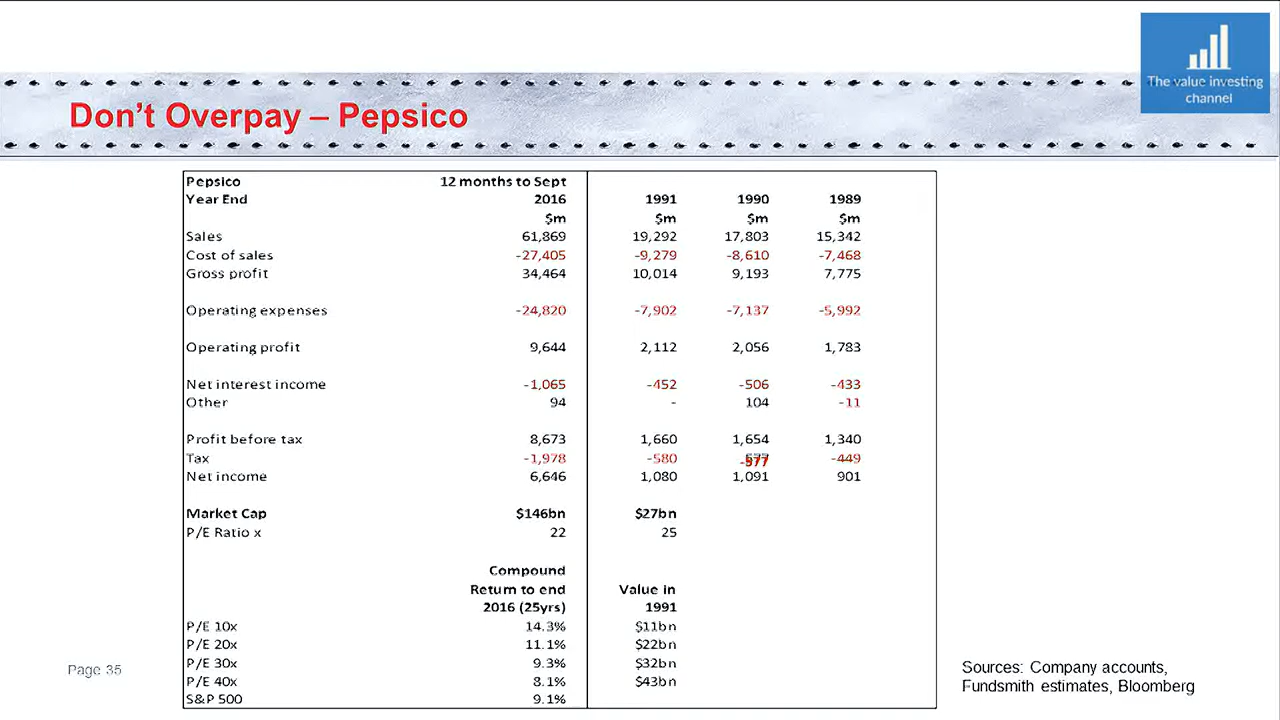 The value investing
channel
Don't Overpay – Pepsico
Pepsico 12 months to Sept
Year End 2016 1991 1990 1989
$m $m $m $m
Sales 61,869 19,292 17,803 15,342
Cost of sales -27,405 -9,279 -8,610 -7,468
Gross profit 34,464 10,014 9,193 7,775
Operating expenses -24,820 -7,902 -7,137 -5,992
Operating profit 9,644 2,112 2,056 1,783
Net interest income -1,065 -452 -506 -433
Other 94 - 104 -11
Profit before tax 8,673 1,660 1,654 1,340
Tax -1,978 -580 -577 -449
Net income 6,646 1,080 1,091 901
Market Cap $146bn $27bn
P/E Ratio x 22 25
Compound
Return to end Value in
2016 (25yrs) 1991
P/E 10x 14.3% $11bn
P/E 20x 11.1% $22bn
P/E 30x 9.3% $32bn
P/E 40x 8.1% $43bn
S&P 500 9.1%
Page 35
Sources: Company accounts,
Fundsmith estimates, Bloomberg